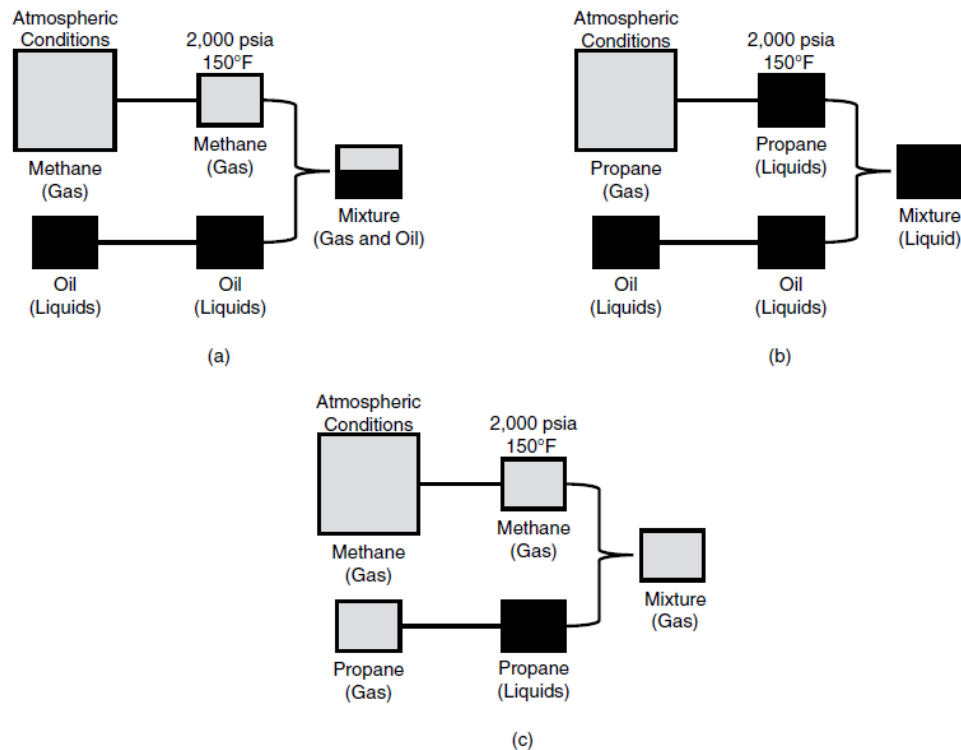 Atmospheric
Conditions
2,000 psia
150°F
Methane
(Gas)
Methane
(Gas)
Mixture
(Gas and Oil)
Oil
(Liquids)
Oil
(Liquids)
(a)
Atmospheric
Conditions
2,000 psia
150°F
Propane
(Gas)
Propane
(Liquids)
Mixture
(Liquid)
Oil
(Liquids)
Oil
(Liquids)
(b)
Atmospheric
Conditions
2,000 psia
150°F
Methane
(Gas)
Methane
(Gas)
Mixture
(Gas)
Propane
(Gas)
Propane
(Liquids)
(c)